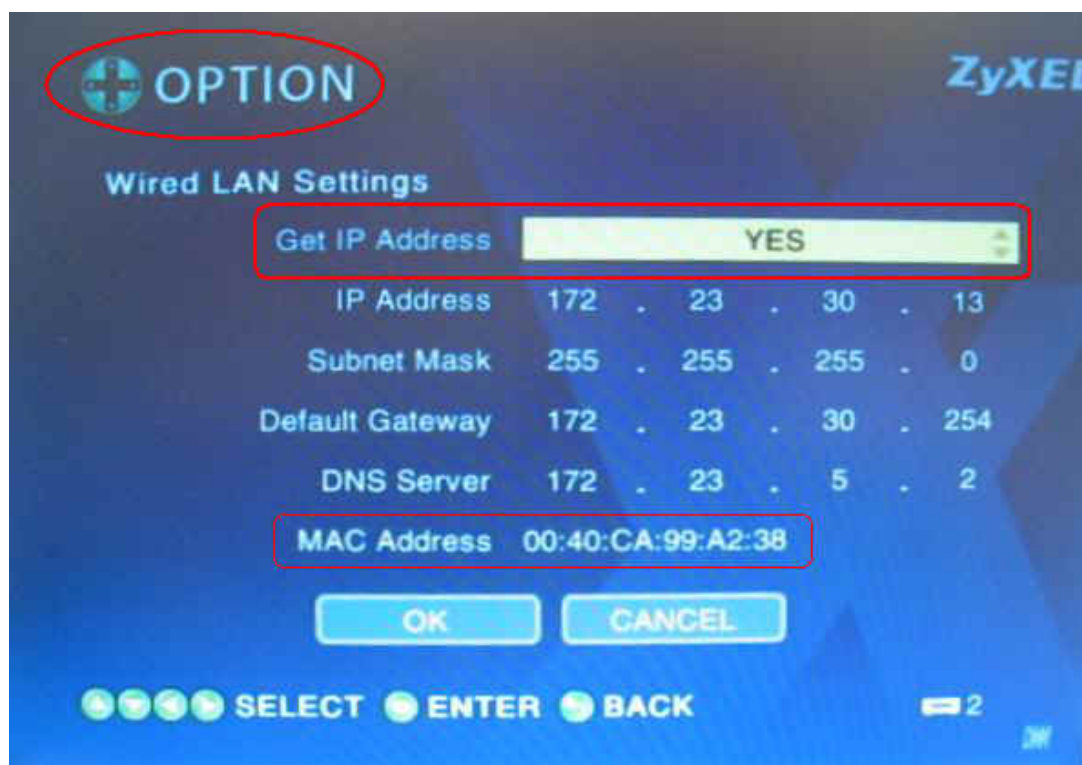 OPTION
ZyXEL
Wired LAN Settings
Get IP Address YES
IP Address 172 . 23 . 30 . 13
Subnet Mask 255 . 255 . 255 . 0
Default Gateway 172 . 23 . 30 . 254
DNS Server 172 . 23 . 5 . 2
MAC Address 00:40:CA:99:A2:38
OK CANCEL
SELECT ENTER BACK 2